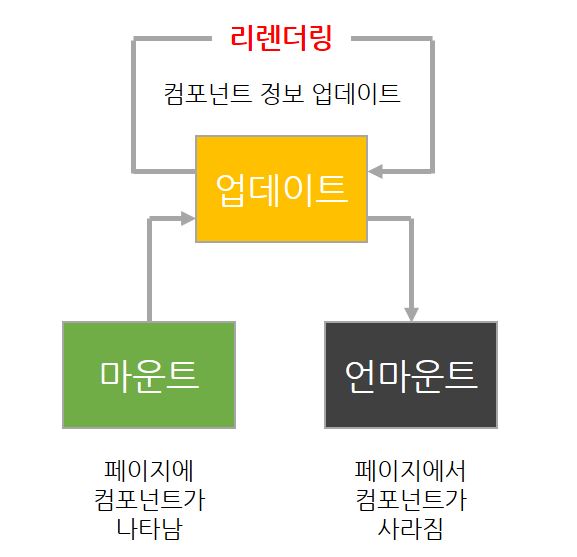 리렌더링
컴포넌트 정보 업데이트
업데이트
마운트
언마운트
페이지에
컴포넌트가
나타남
페이지에서
컴포넌트가
사라짐